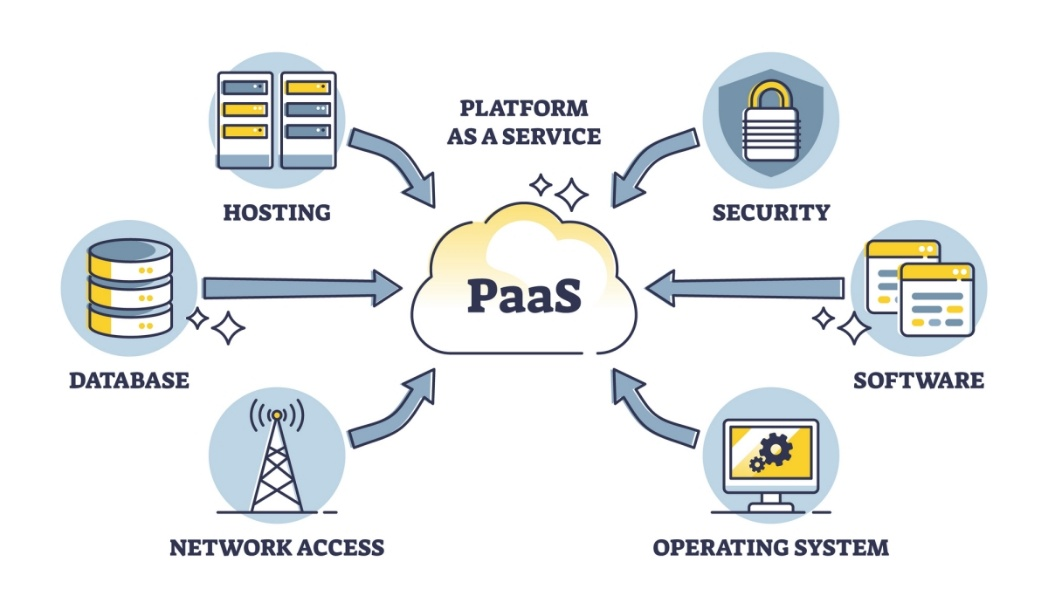 PLATFORM
AS A SERVICE
HOSTING
SECURITY
PaaS
DATABASE
SOFTWARE
NETWORK ACCESS
OPERATING SYSTEM